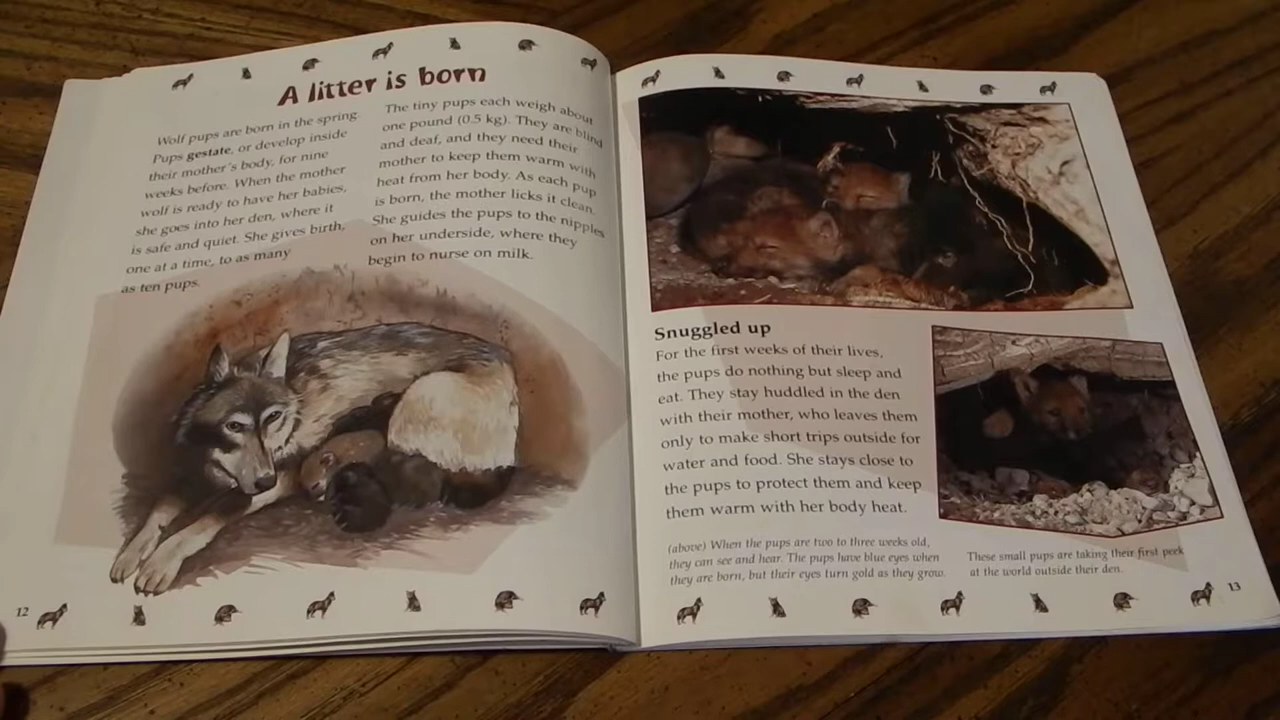 A litter is born
Wolf pups are born in the spring.
Pups gestate, or develop inside
their mother's body, for nine
weeks before. When the mother
wolf is ready to have her babies,
she goes into her den, where it
is safe and quiet. She gives birth,
one at a time, to as many
as ten pups.
The tiny pups each weigh about
one pound (0.5 kg). They are blind
and deaf, and they need their
mother to keep them warm with
heat from her body. As each pup
is born, the mother licks it clean.
She guides the pups to the nipples
on her underside, where they
begin to nurse on milk.
12
Snuggled up
For the first weeks of their lives,
the pups do nothing but sleep and
eat. They stay huddled in the den
with their mother, who leaves them
only to make short trips outside for
water and food. She stays close to
the pups to protect them and keep
them warm with her body heat.
(above) When the pups are two to three weeks old,
they can see and hear. The pups have blue eyes when
they are born, but their eyes turn gold as they grow.
These small pups are taking their first peek
at the world outside their den.
13